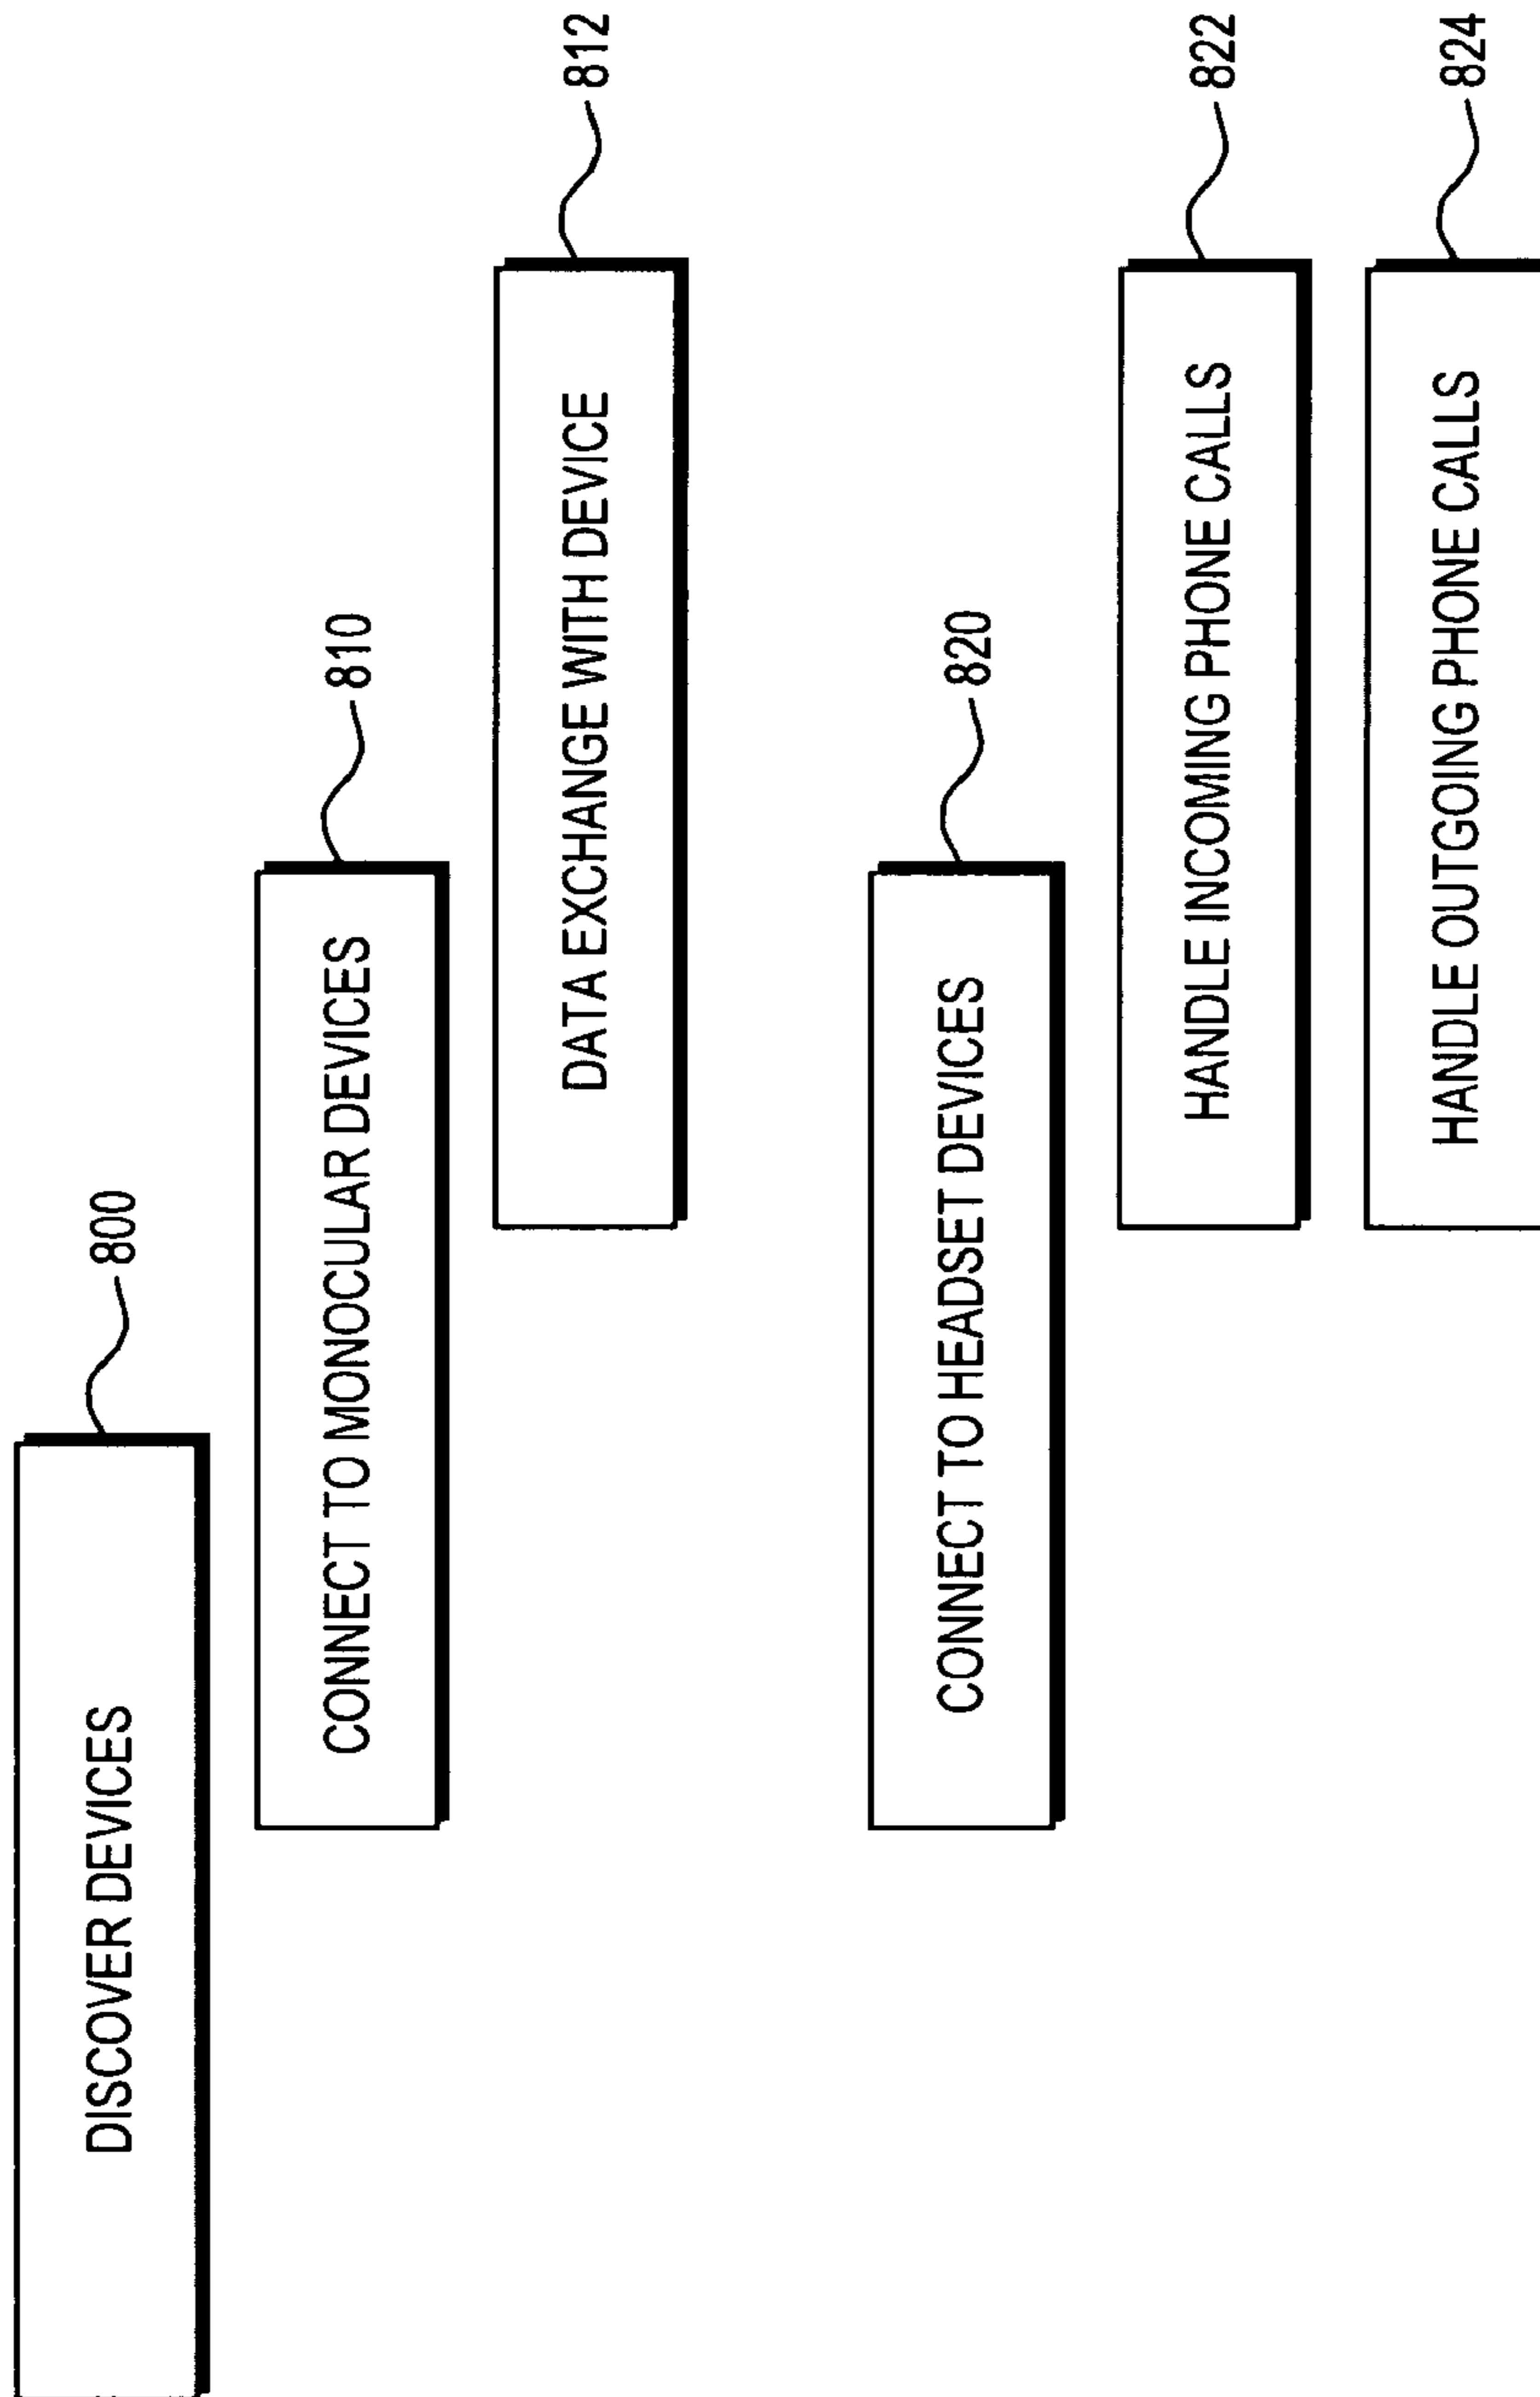 DISCOVER DEVICES
800
CONNECT TO MONOCULAR DEVICES
810
DATA EXCHANGE WITH DEVICE
812
CONNECT TO HEADSET DEVICES
820
HANDLE INCOMING PHONE CALLS
822
HANDLE OUTGOING PHONE CALLS
824